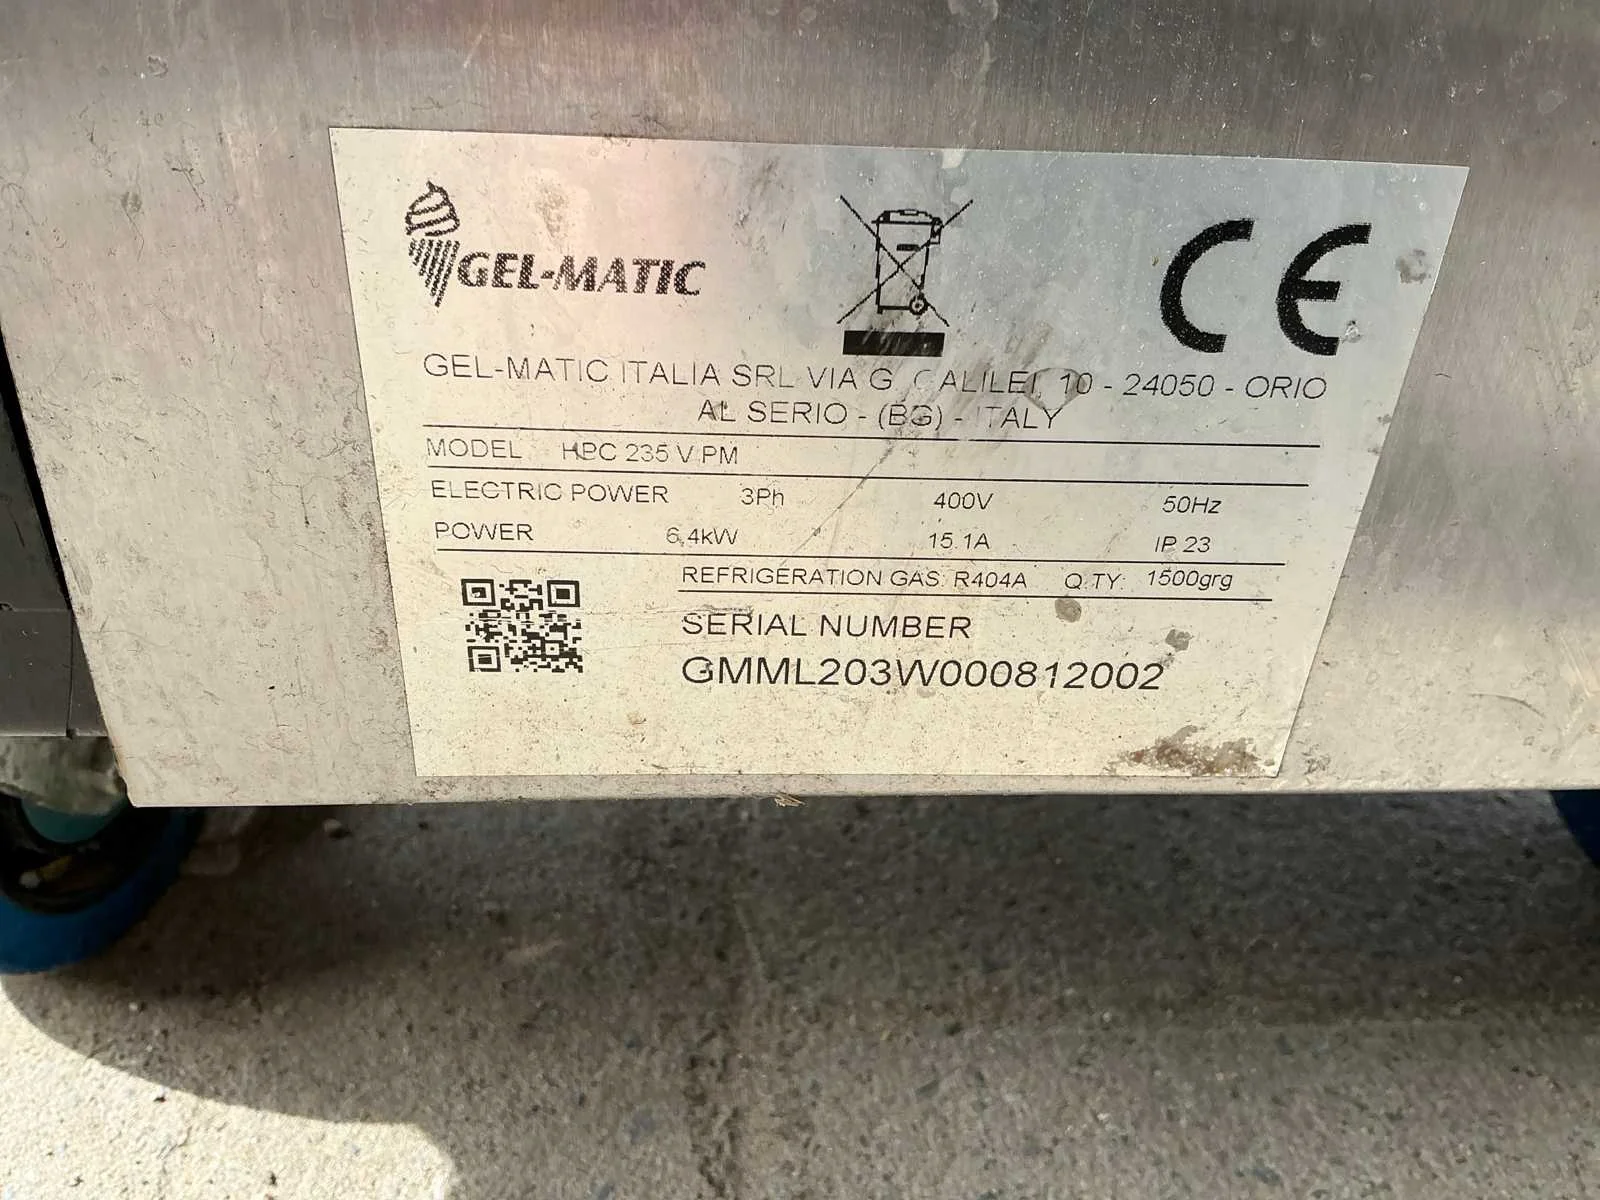 GEL-MATIC
CE
GEL-MATIC ITALIA SRL VIA G. GALILEI, 10 - 24050 - ORIO
AL SERIO - (BG) - ITALY
MODEL HPC 235 V PM
ELECTRIC POWER 3Ph 400V 50Hz
POWER 6,4kW 15.1A IP 23
REFRIGERATION GAS: R404A Q.TY: 1500grg
SERIAL NUMBER
GMML203W000812002